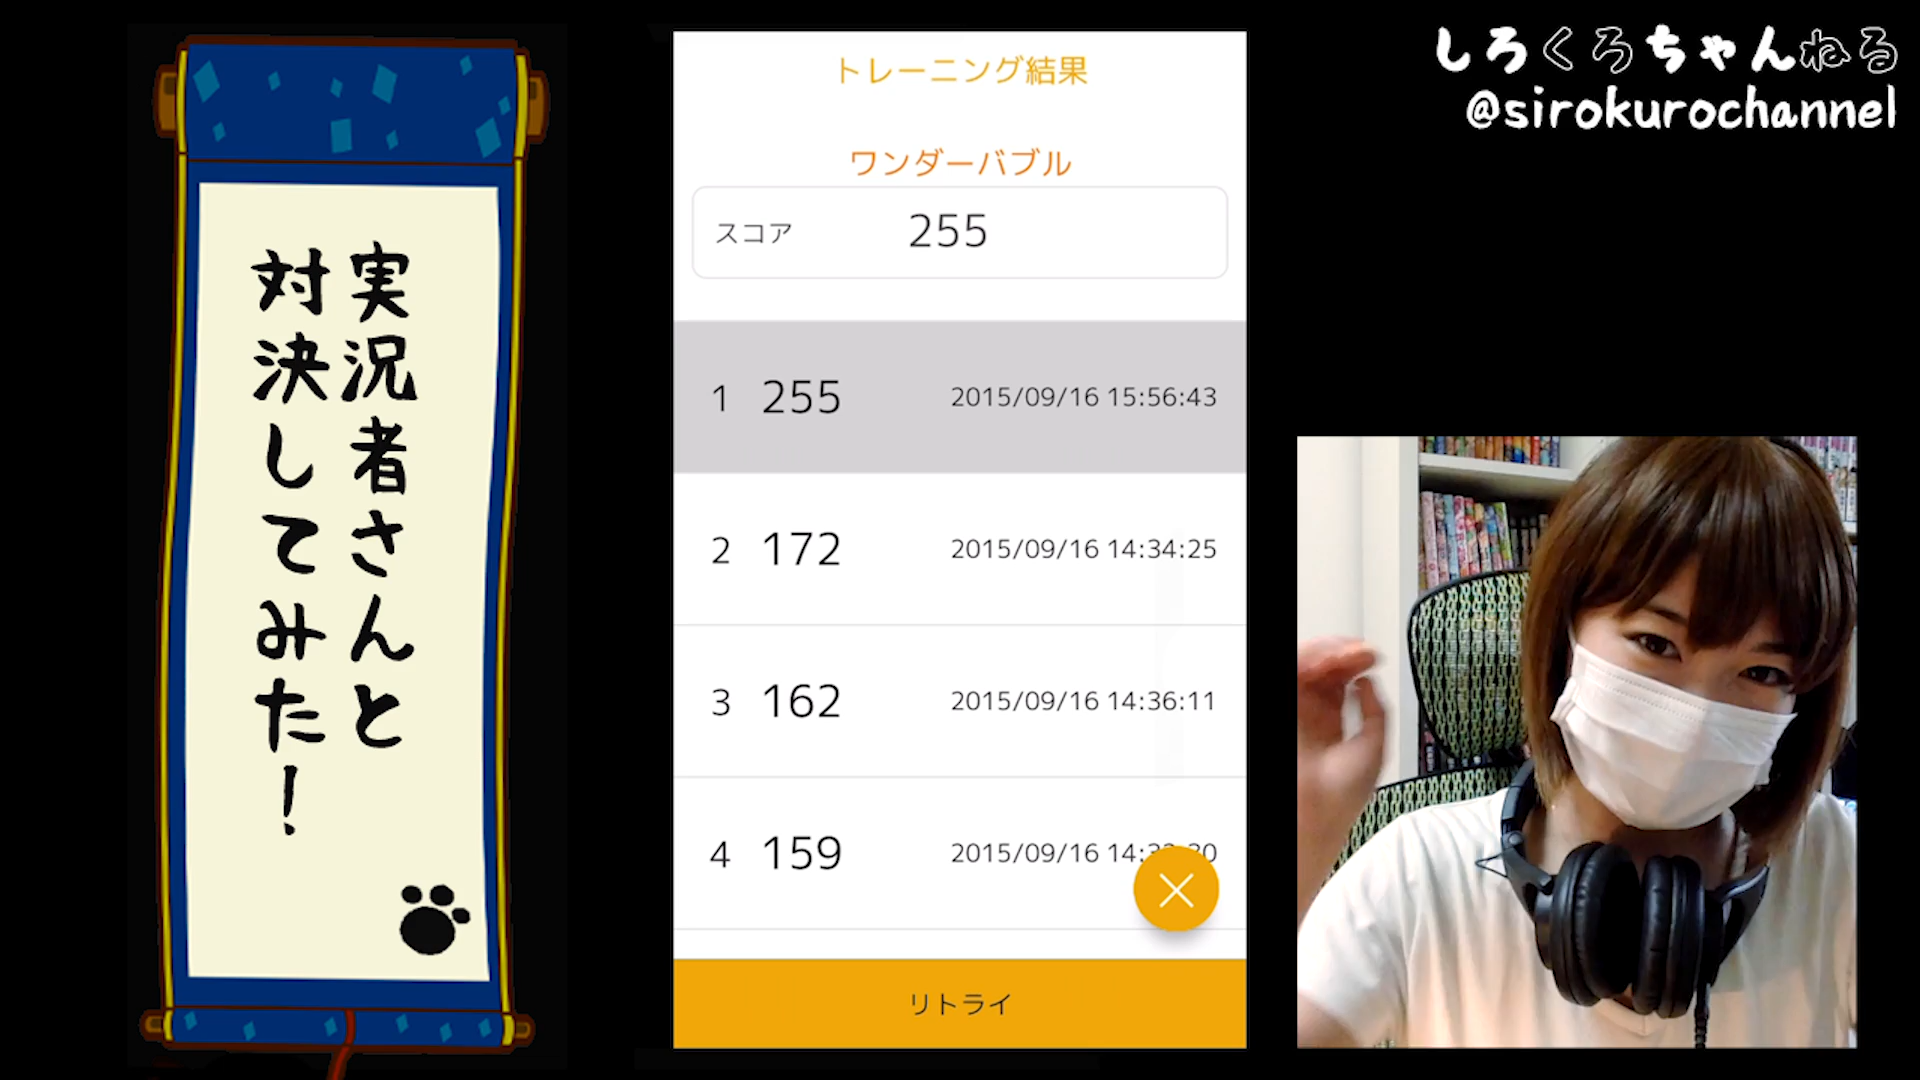 実況者さんと
対決してみた!
トレーニング結果
ワンダーバブル
スコア 255
1 255 2015/09/16 15:56:43
2 172 2015/09/16 14:34:25
3 162 2015/09/16 14:36:11
4 159 2015/09/16
リトライ
しろくろちゃんねる
@sirokurochannel